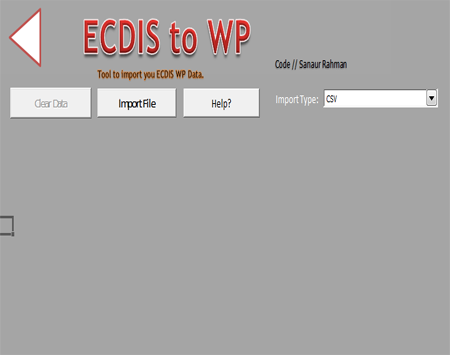 ECDIS to WP
Tool to import you ECDIS WP Data.
Code // Sanaur Rahman
Clear Data
Import File
Help?
Import Type:
CSV